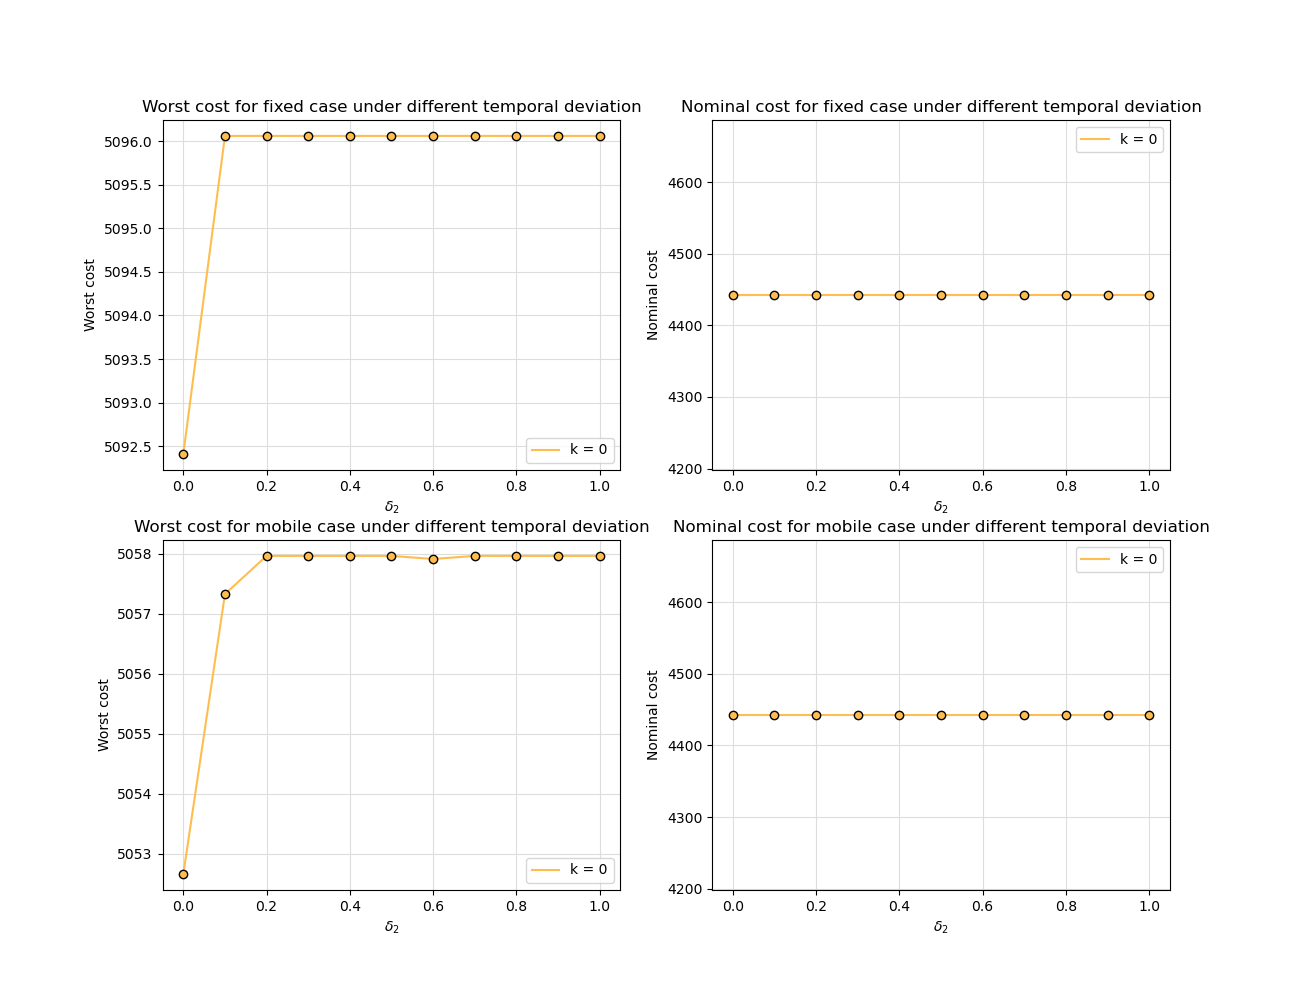 Worst cost for fixed case under different temporal deviation
Worst cost
5096.0
5095.5
5095.0
5094.5
5094.0
5093.5
5093.0
5092.5
k = 0
0.0 0.2 0.4 0.6 0.8 1.0
δ₂
Nominal cost for fixed case under different temporal deviation
Nominal cost
4600
4500
4400
4300
4200
k = 0
0.0 0.2 0.4 0.6 0.8 1.0
δ₂
Worst cost for mobile case under different temporal deviation
Worst cost
5058
5057
5056
5055
5054
5053
k = 0
0.0 0.2 0.4 0.6 0.8 1.0
δ₂
Nominal cost for mobile case under different temporal deviation
Nominal cost
4600
4500
4400
4300
4200
k = 0
0.0 0.2 0.4 0.6 0.8 1.0
δ₂